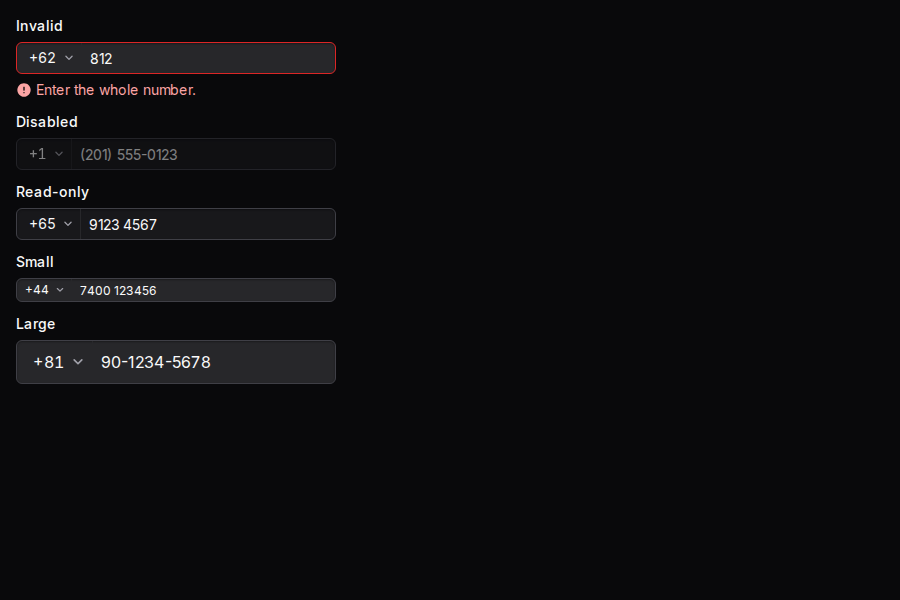 Invalid
+62 812
Enter the whole number.
Disabled
+1 (201) 555-0123
Read-only
+65 9123 4567
Small
+44 7400 123456
Large
+81 90-1234-5678